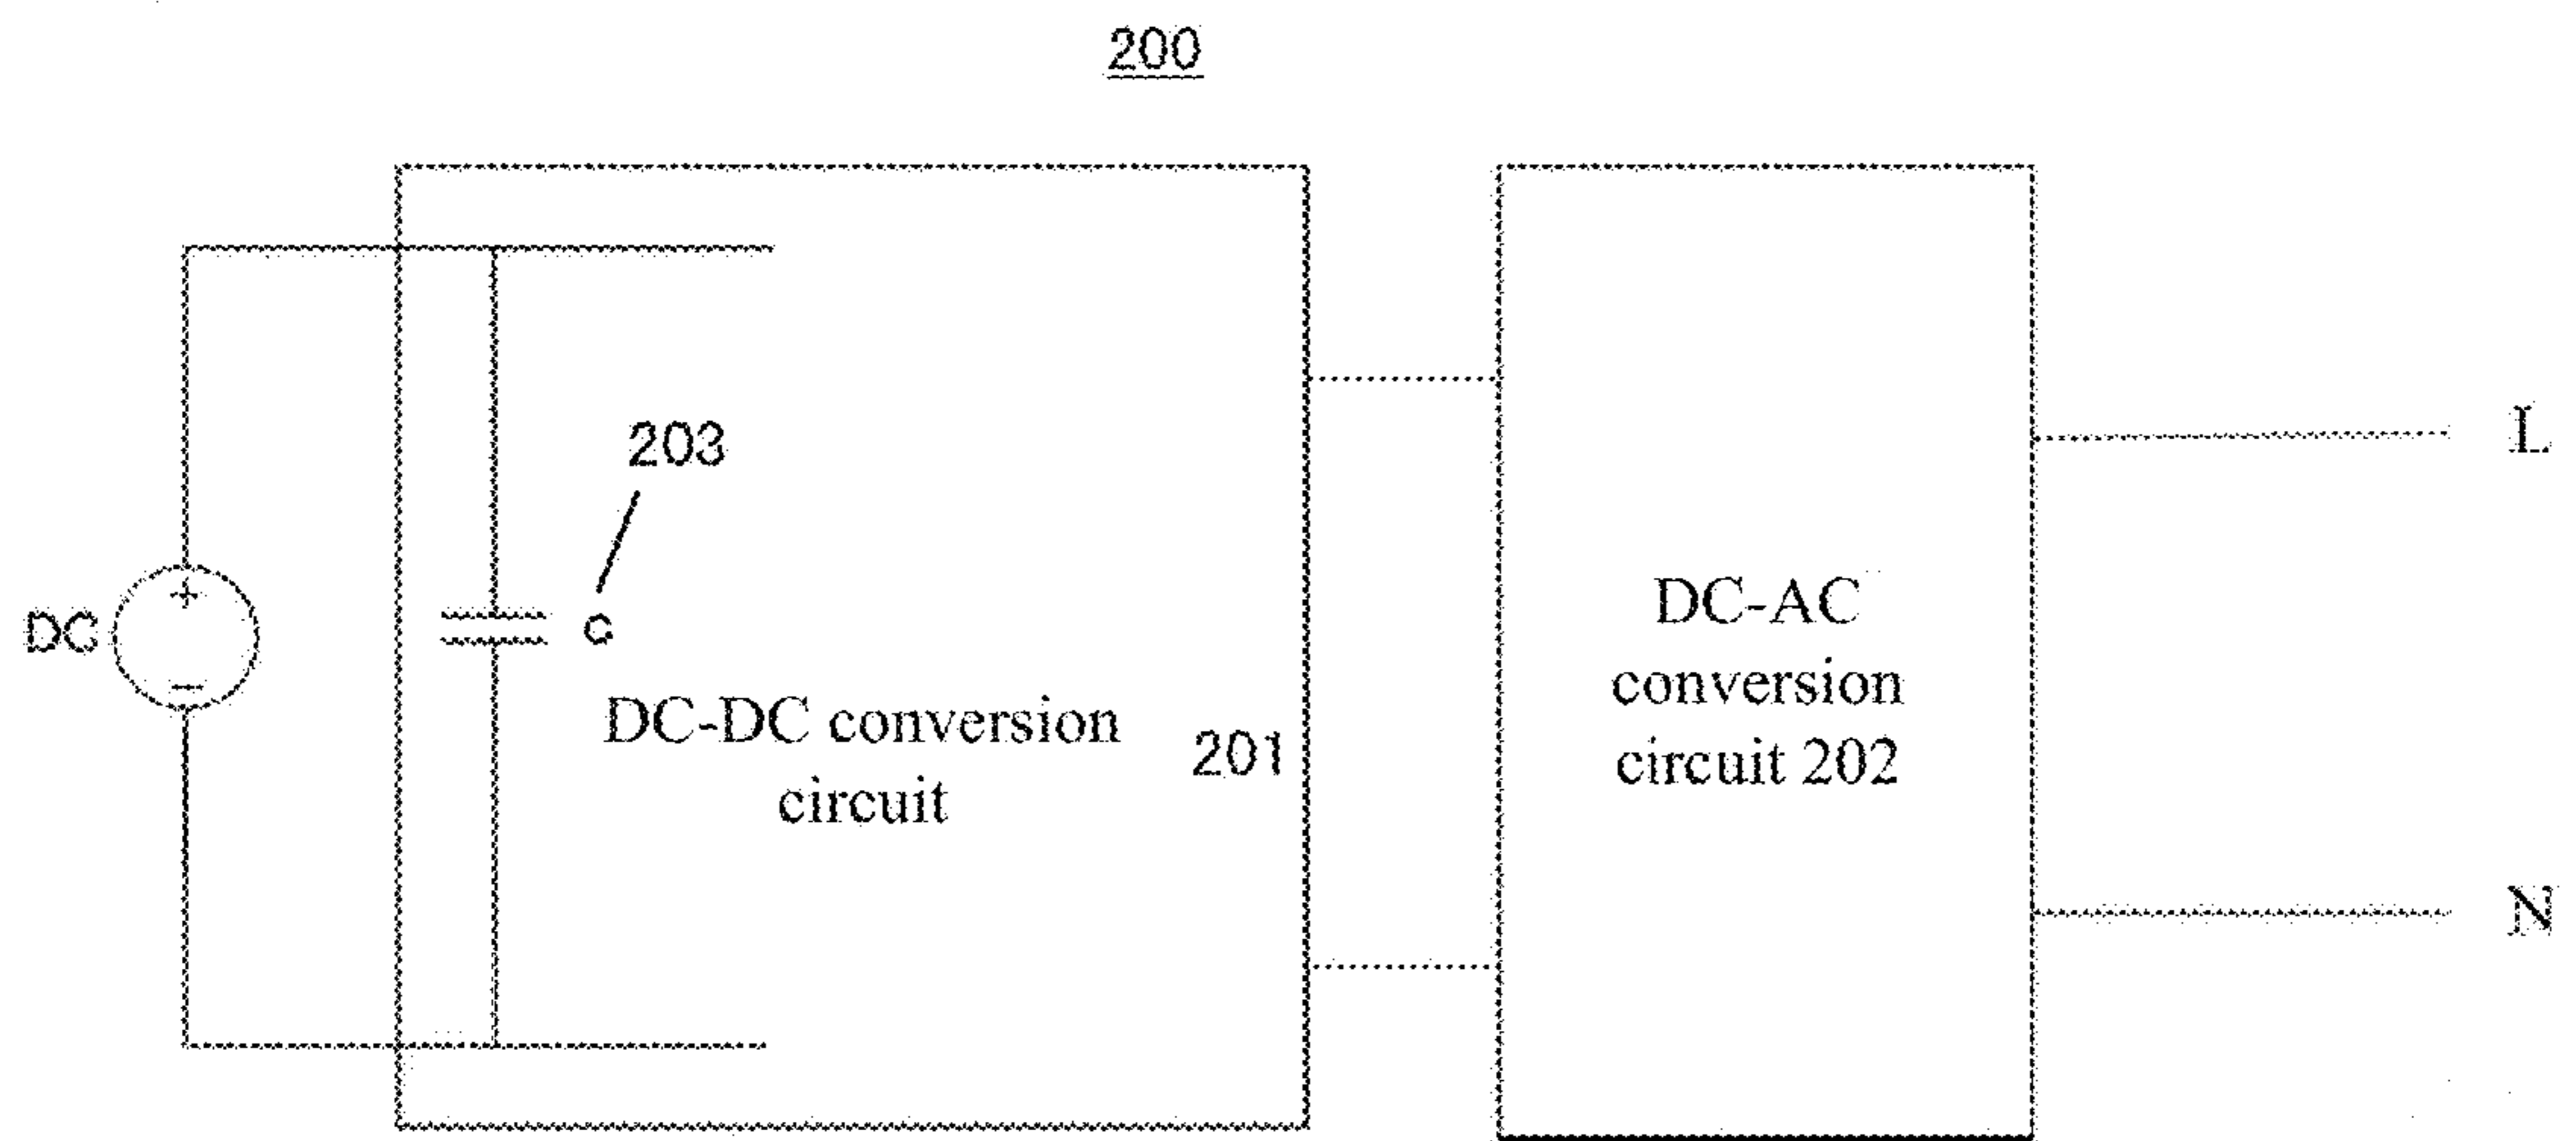 200
203
DC
C
DC-DC conversion
circuit
201
DC-AC
conversion
circuit 202
L
N